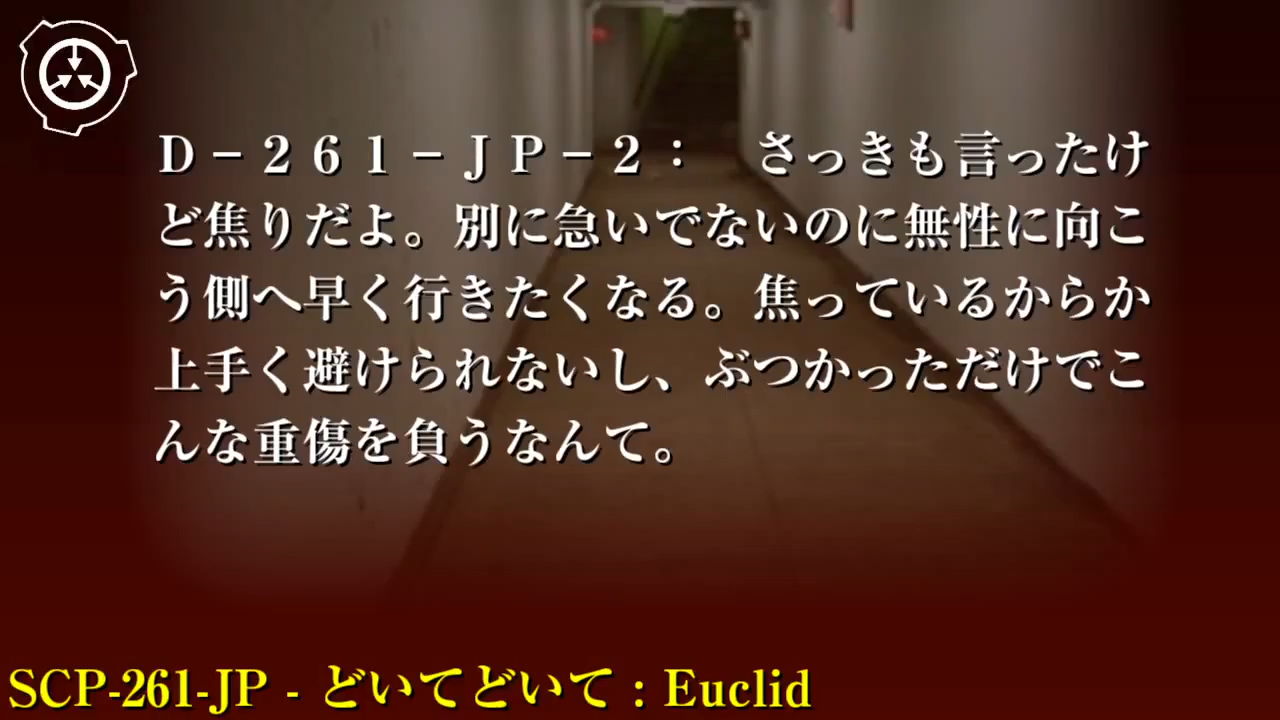 D－２６１－ＪＰ－２：　さっきも言ったけ
ど焦りだよ。別に急いでないのに無性に向こ
う側へ早く行きたくなる。焦っているからか
上手く避けられないし、ぶつかっただけでこ
んな重傷を負うなんて。
SCP-261-JP - どいてどいて : Euclid